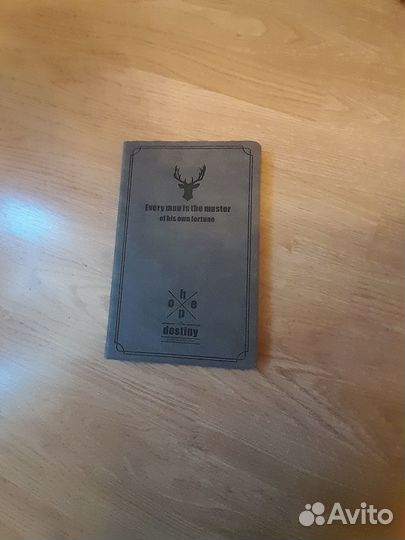 Every man is the master
of his own fortune
h
o e
p
destiny
Avito